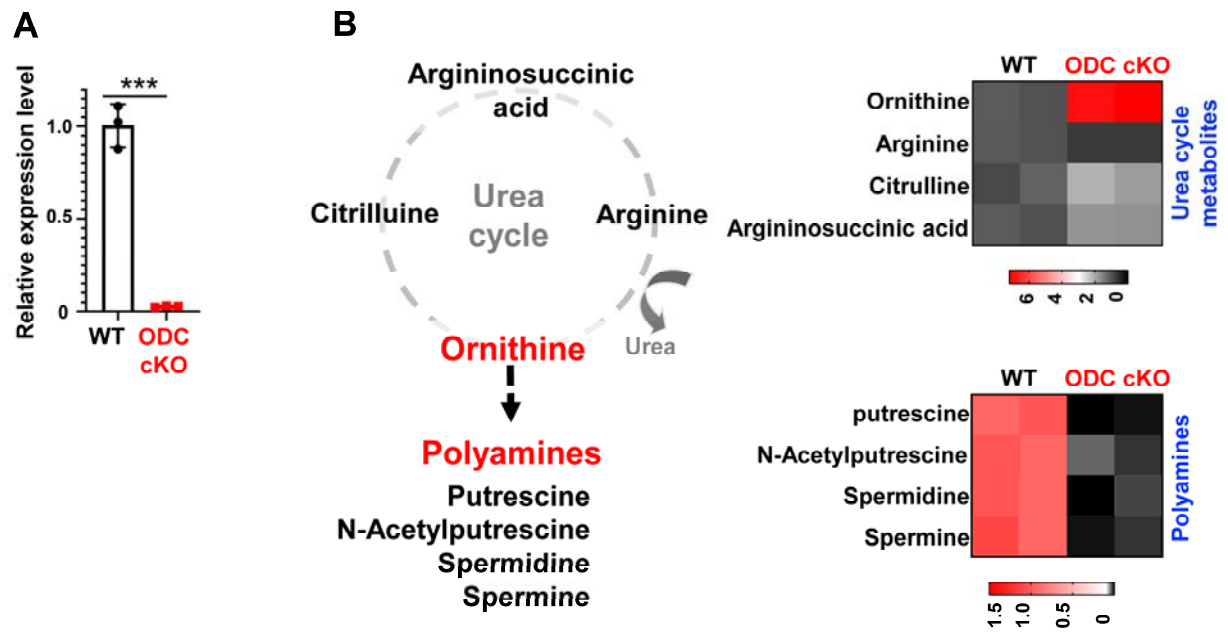 A
Relative expression level
1.0
0.5
0
***
WT
ODC
cKO
B
Argininosuccinic
acid
Citrilluine
Urea
cycle
Arginine
Urea
Ornithine
Polyamines
Putrescine
N-Acetylputrescine
Spermidine
Spermine
WT ODC cKO
Ornithine
Arginine
Citrulline
Argininosuccinic acid
Urea cycle
metabolites
6 4 2 0
WT ODC cKO
putrescine
N-Acetylputrescine
Spermidine
Spermine
Polyamines
1.5 1.0 0.5 0